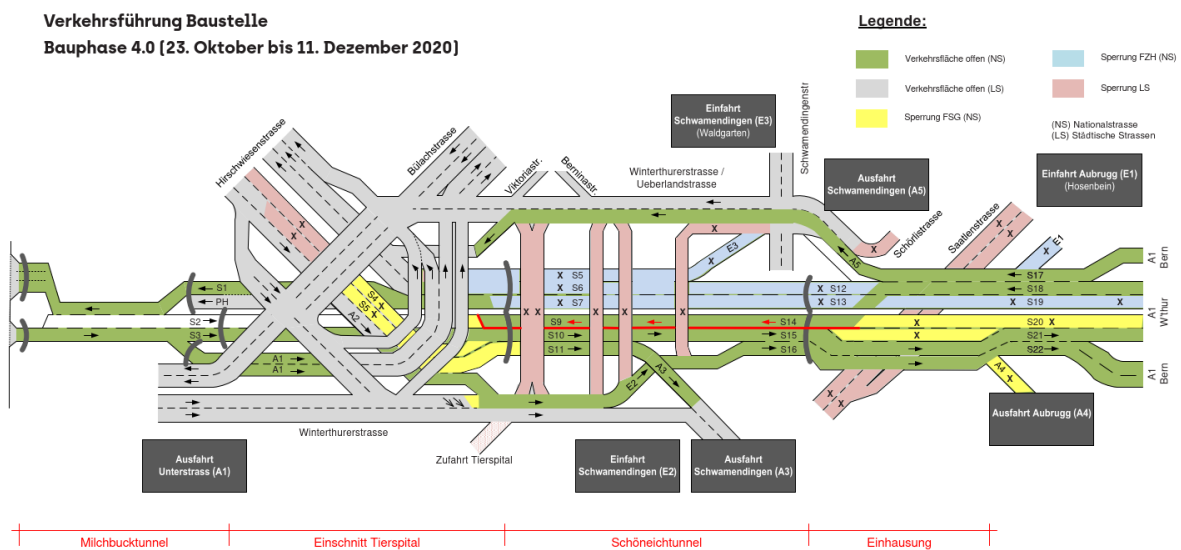 Verkehrsführung Baustelle
Bauphase 4.0 (23. Oktober bis 11. Dezember 2020)
Legende:
Verkehrsfläche offen (NS)
Sperrung FZH (NS)
Verkehrsfläche offen (LS)
Sperrung LS
Sperrung FSG (NS)
(NS) Nationalstrasse
(LS) Städtische Strassen
Einfahrt
Schwamendingen (E3)
(Waldgarten)
Schwamendingenstr
Hirschwiesenstrasse
Bülachstrasse
Viktoriastr.
Berninastr.
Winterthurerstrasse /
Ueberlandstrasse
Ausfahrt
Schwamendingen (A5)
Einfahrt Aubrugg (E1)
(Hosenbein)
Schörlistrasse
Saatlenstrasse
E1
A1
Bern
E3
A5
S17
S1
S4
S5
S5
S6
S7
S12
S13
S18
S19
PH
A2
X X
A1
W'thur
S2
S3
S9
S14
S20
S10
S15
S21
S11
S16
S22
A1
A1
E2
A3
A4
A1
Bern
Winterthurerstrasse
Zufahrt Tierspital
Ausfahrt Aubrugg (A4)
Ausfahrt
Unterstrass (A1)
Einfahrt
Schwamendingen (E2)
Ausfahrt
Schwamendingen (A3)
Milchbucktunnel
Einschnitt Tierspital
Schöneichtunnel
Einhausung